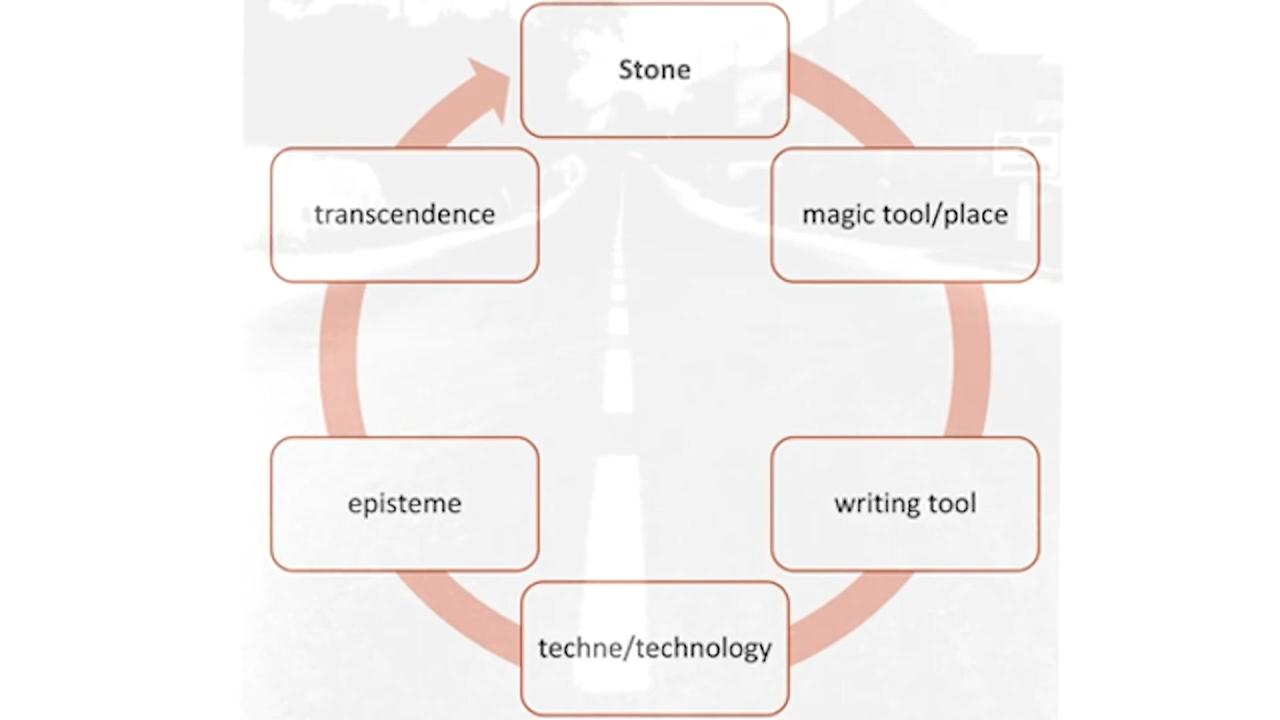 Stone
magic tool/place
writing tool
techne/technology
episteme
transcendence